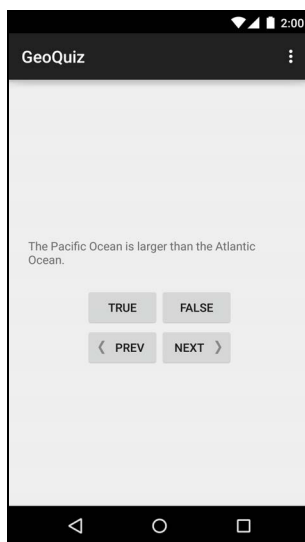 2:00
GeoQuiz
The Pacific Ocean is larger than the Atlantic
Ocean.
TRUE FALSE
PREV NEXT